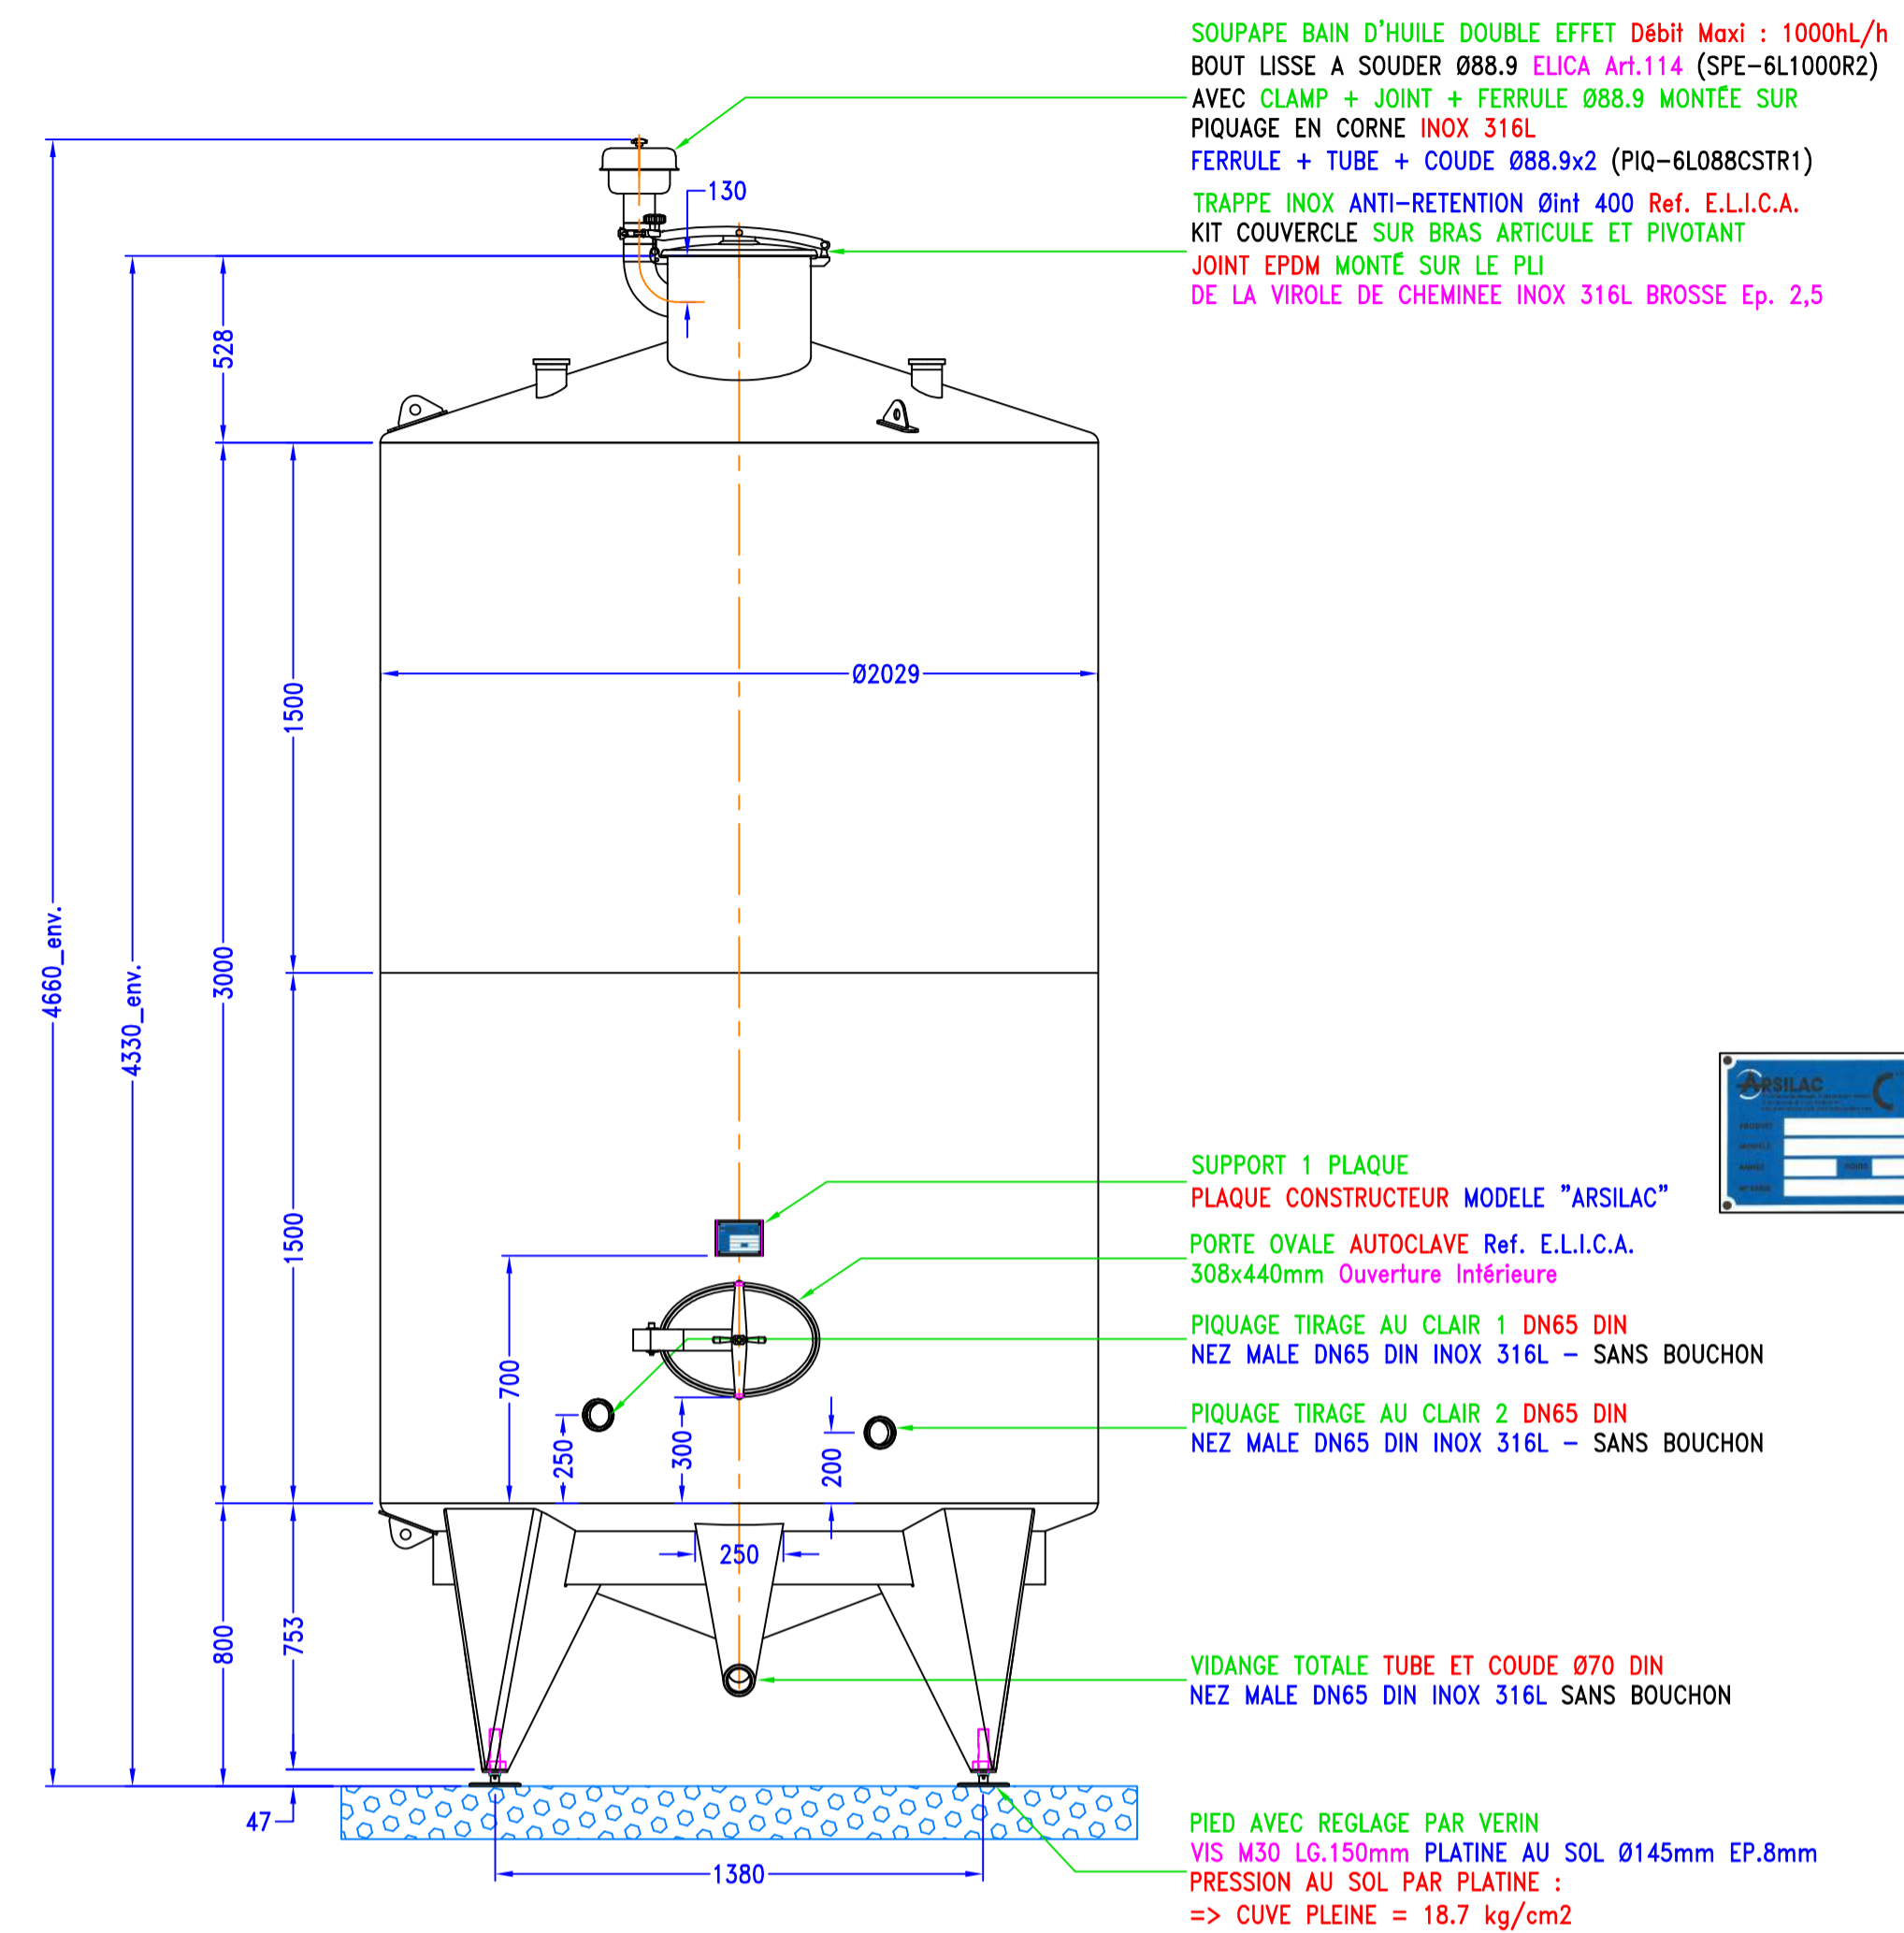 SOUPAPE BAIN D'HUILE DOUBLE EFFET Débit Maxi : 1000hL/h
BOUT LISSE A SOUDER Ø88.9 ELICA Art.114 (SPE-6L1000R2)
AVEC CLAMP + JOINT + FERRULE Ø88.9 MONTÉE SUR
PIQUAGE EN CORNE INOX 316L
FERRULE + TUBE + COUDE Ø88.9x2 (PIQ-6L088CSTR1)
TRAPPE INOX ANTI-RETENTION Øint 400 Ref. E.L.I.C.A.
KIT COUVERCLE SUR BRAS ARTICULE ET PIVOTANT
JOINT EPDM MONTÉ SUR LE PLI
DE LA VIROLE DE CHEMINEE INOX 316L BROSSE Ep. 2,5
130
528
Ø2029
1500
3000
4660_env.
4330_env.
ARSILAC
PRODUIT
MODELE
ANNEE
SUPPORT 1 PLAQUE
PLAQUE CONSTRUCTEUR MODELE "ARSILAC"
PORTE OVALE AUTOCLAVE Ref. E.L.I.C.A.
308x440mm Ouverture Intérieure
PIQUAGE TIRAGE AU CLAIR 1 DN65 DIN
NEZ MALE DN65 DIN INOX 316L - SANS BOUCHON
PIQUAGE TIRAGE AU CLAIR 2 DN65 DIN
NEZ MALE DN65 DIN INOX 316L - SANS BOUCHON
1500
700
250
300
200
250
800
753
VIDANGE TOTALE TUBE ET COUDE Ø70 DIN
NEZ MALE DN65 DIN INOX 316L SANS BOUCHON
47
1380
PIED AVEC REGLAGE PAR VERIN
VIS M30 LG.150mm PLATINE AU SOL Ø145mm EP.8mm
PRESSION AU SOL PAR PLATINE :
=> CUVE PLEINE = 18.7 kg/cm2